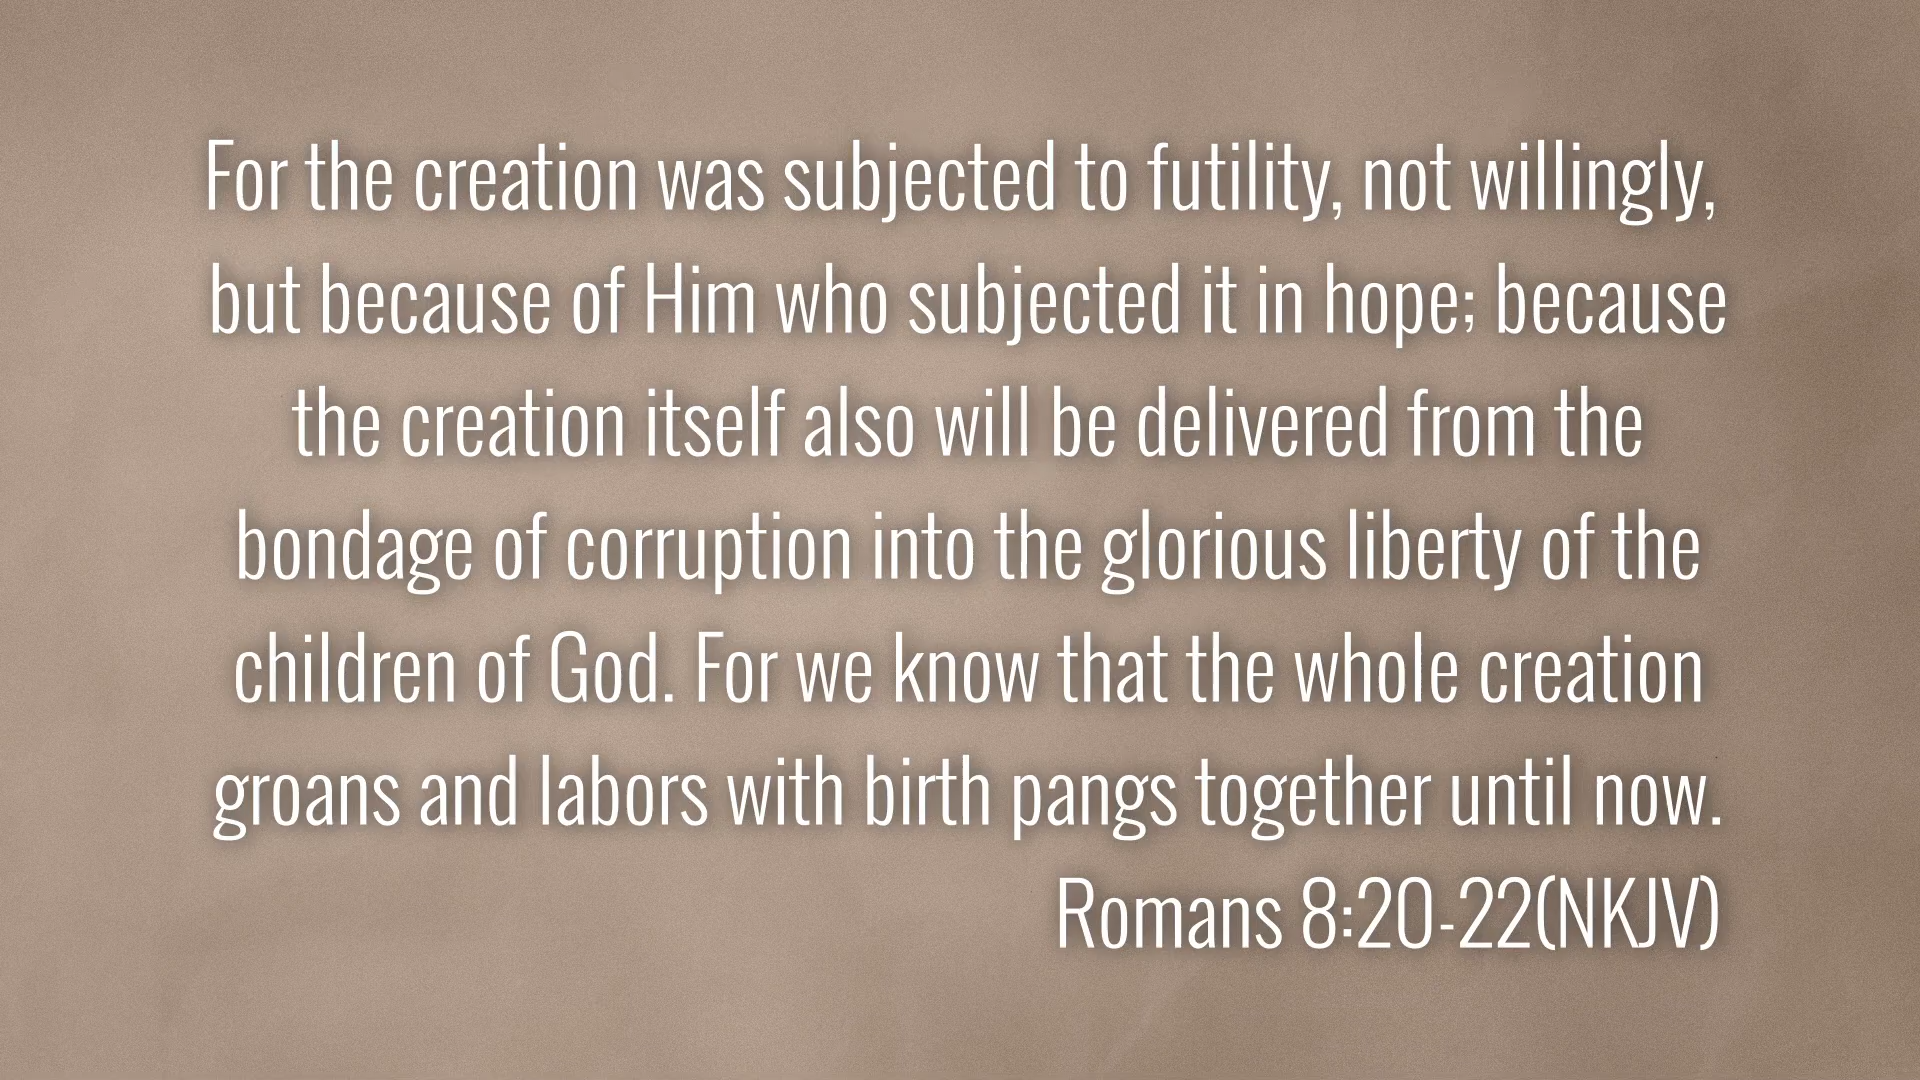 For the creation was subjected to futility, not willingly,
but because of Him who subjected it in hope; because
the creation itself also will be delivered from the
bondage of corruption into the glorious liberty of the
children of God. For we know that the whole creation
groans and labors with birth pangs together until now.
Romans 8:20-22(NKJV)